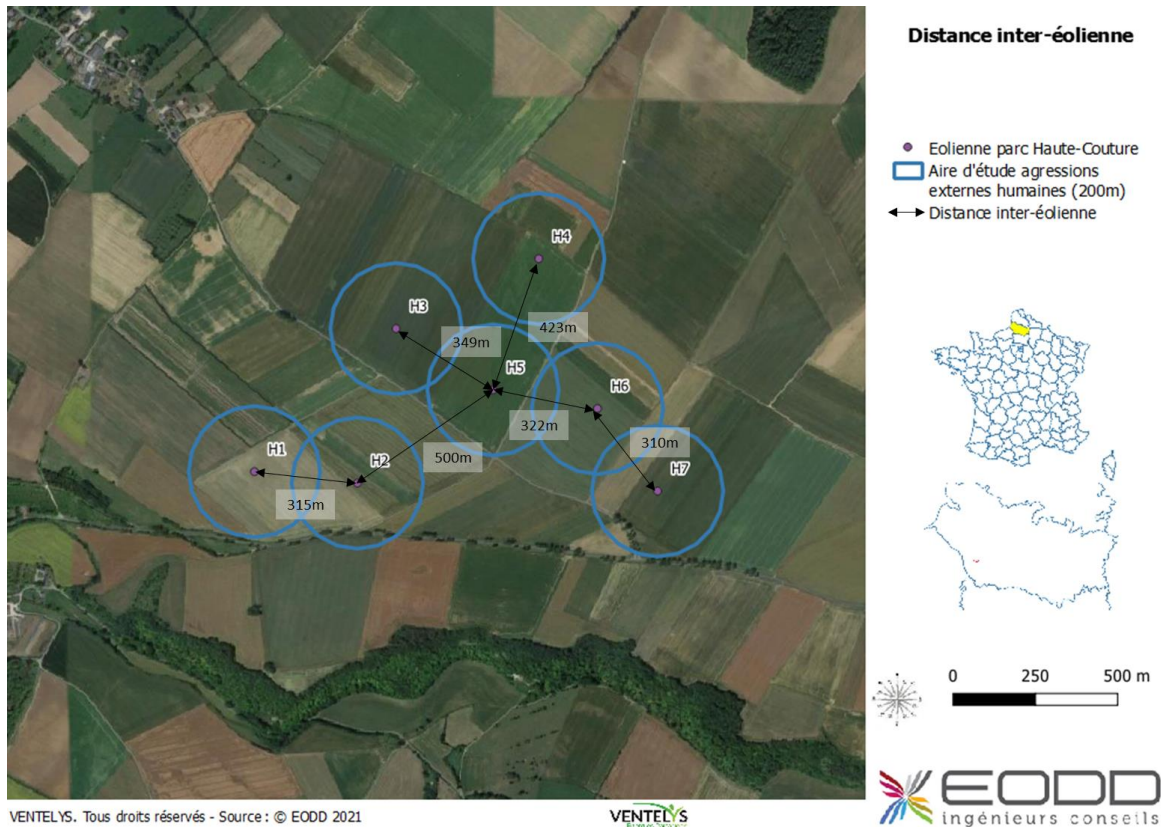 Distance inter-éolienne
Eolienne parc Haute-Couture
Aire d'étude agressions
externes humaines (200m)
Distance inter-éolienne
H4
H3
423m
349m
H5
H6
322m
310m
H1
H2
500m
H7
315m
0 250 500 m
EODD
ingénieurs conseils
VENTELYS. Tous droits réservés - Source : © EODD 2021
VENTELYS